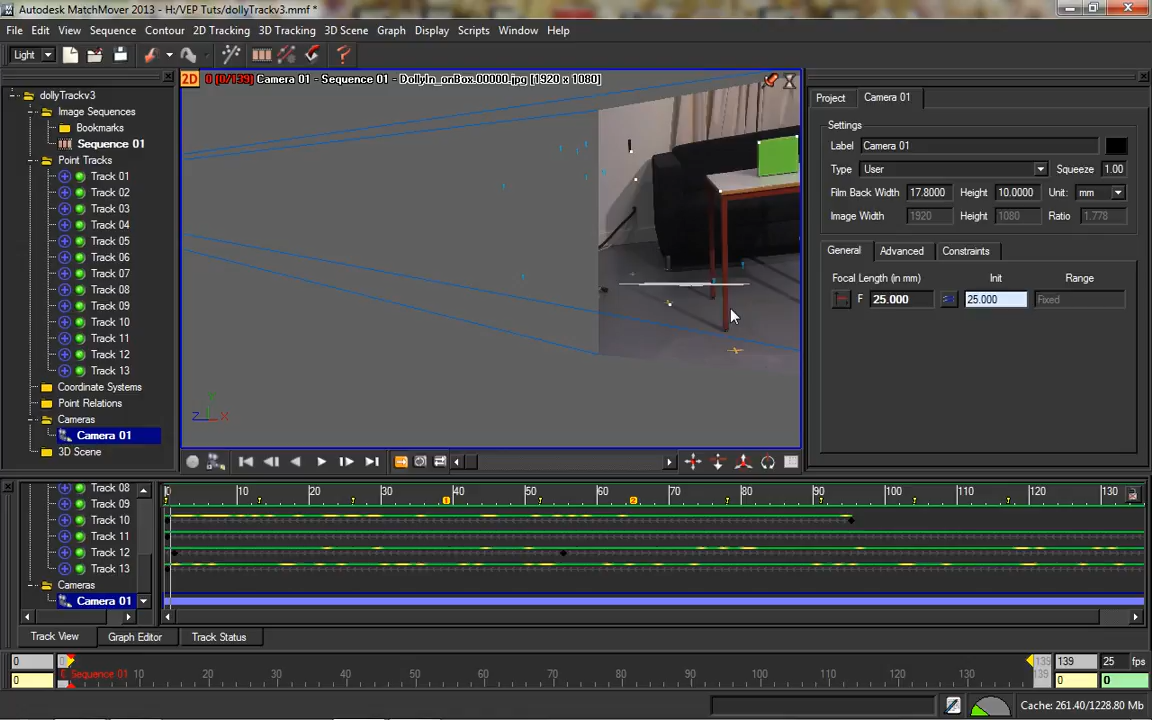 Autodesk MatchMover 2013 - H:/VEP Tuts/dollyTrackv3.mmf *
File Edit View Sequence Contour 2D Tracking 3D Tracking 3D Scene Graph Display Scripts Window Help
Light
dollyTrackv3
Image Sequences
Bookmarks
Sequence 01
Point Tracks
Track 01
Track 02
Track 03
Track 04
Track 05
Track 06
Track 07
Track 08
Track 09
Track 10
Track 11
Track 12
Track 13
Coordinate Systems
Point Relations
Cameras
Camera 01
3D Scene
2D 0 [0/139] Camera 01 - Sequence 01 - DollyIn_onBox.00000.jpg [1920 x 1080]
Z X
Project Camera 01
Settings
Label Camera 01
Type User Squeeze 1.00
Film Back Width 17.8000 Height 10.0000 Unit: mm
Image Width 1920 Height 1080 Ratio 1.778
General Advanced Constraints
Focal Length (in mm) Init Range
F 25.000 25.000 Fixed
0 10 20 30 40 50 60 70 80 90 100 110 120 130
1 2
Track 08
Track 09
Track 10
Track 11
Track 12
Track 13
Cameras
Camera 01
Track View Graph Editor Track Status
0 0 Sequence 01 10 20 30 40 50 60 70 80 90 100 110 120 130 139 139 25 fps
0 0 0
Cache: 261.40/1228.80 Mb